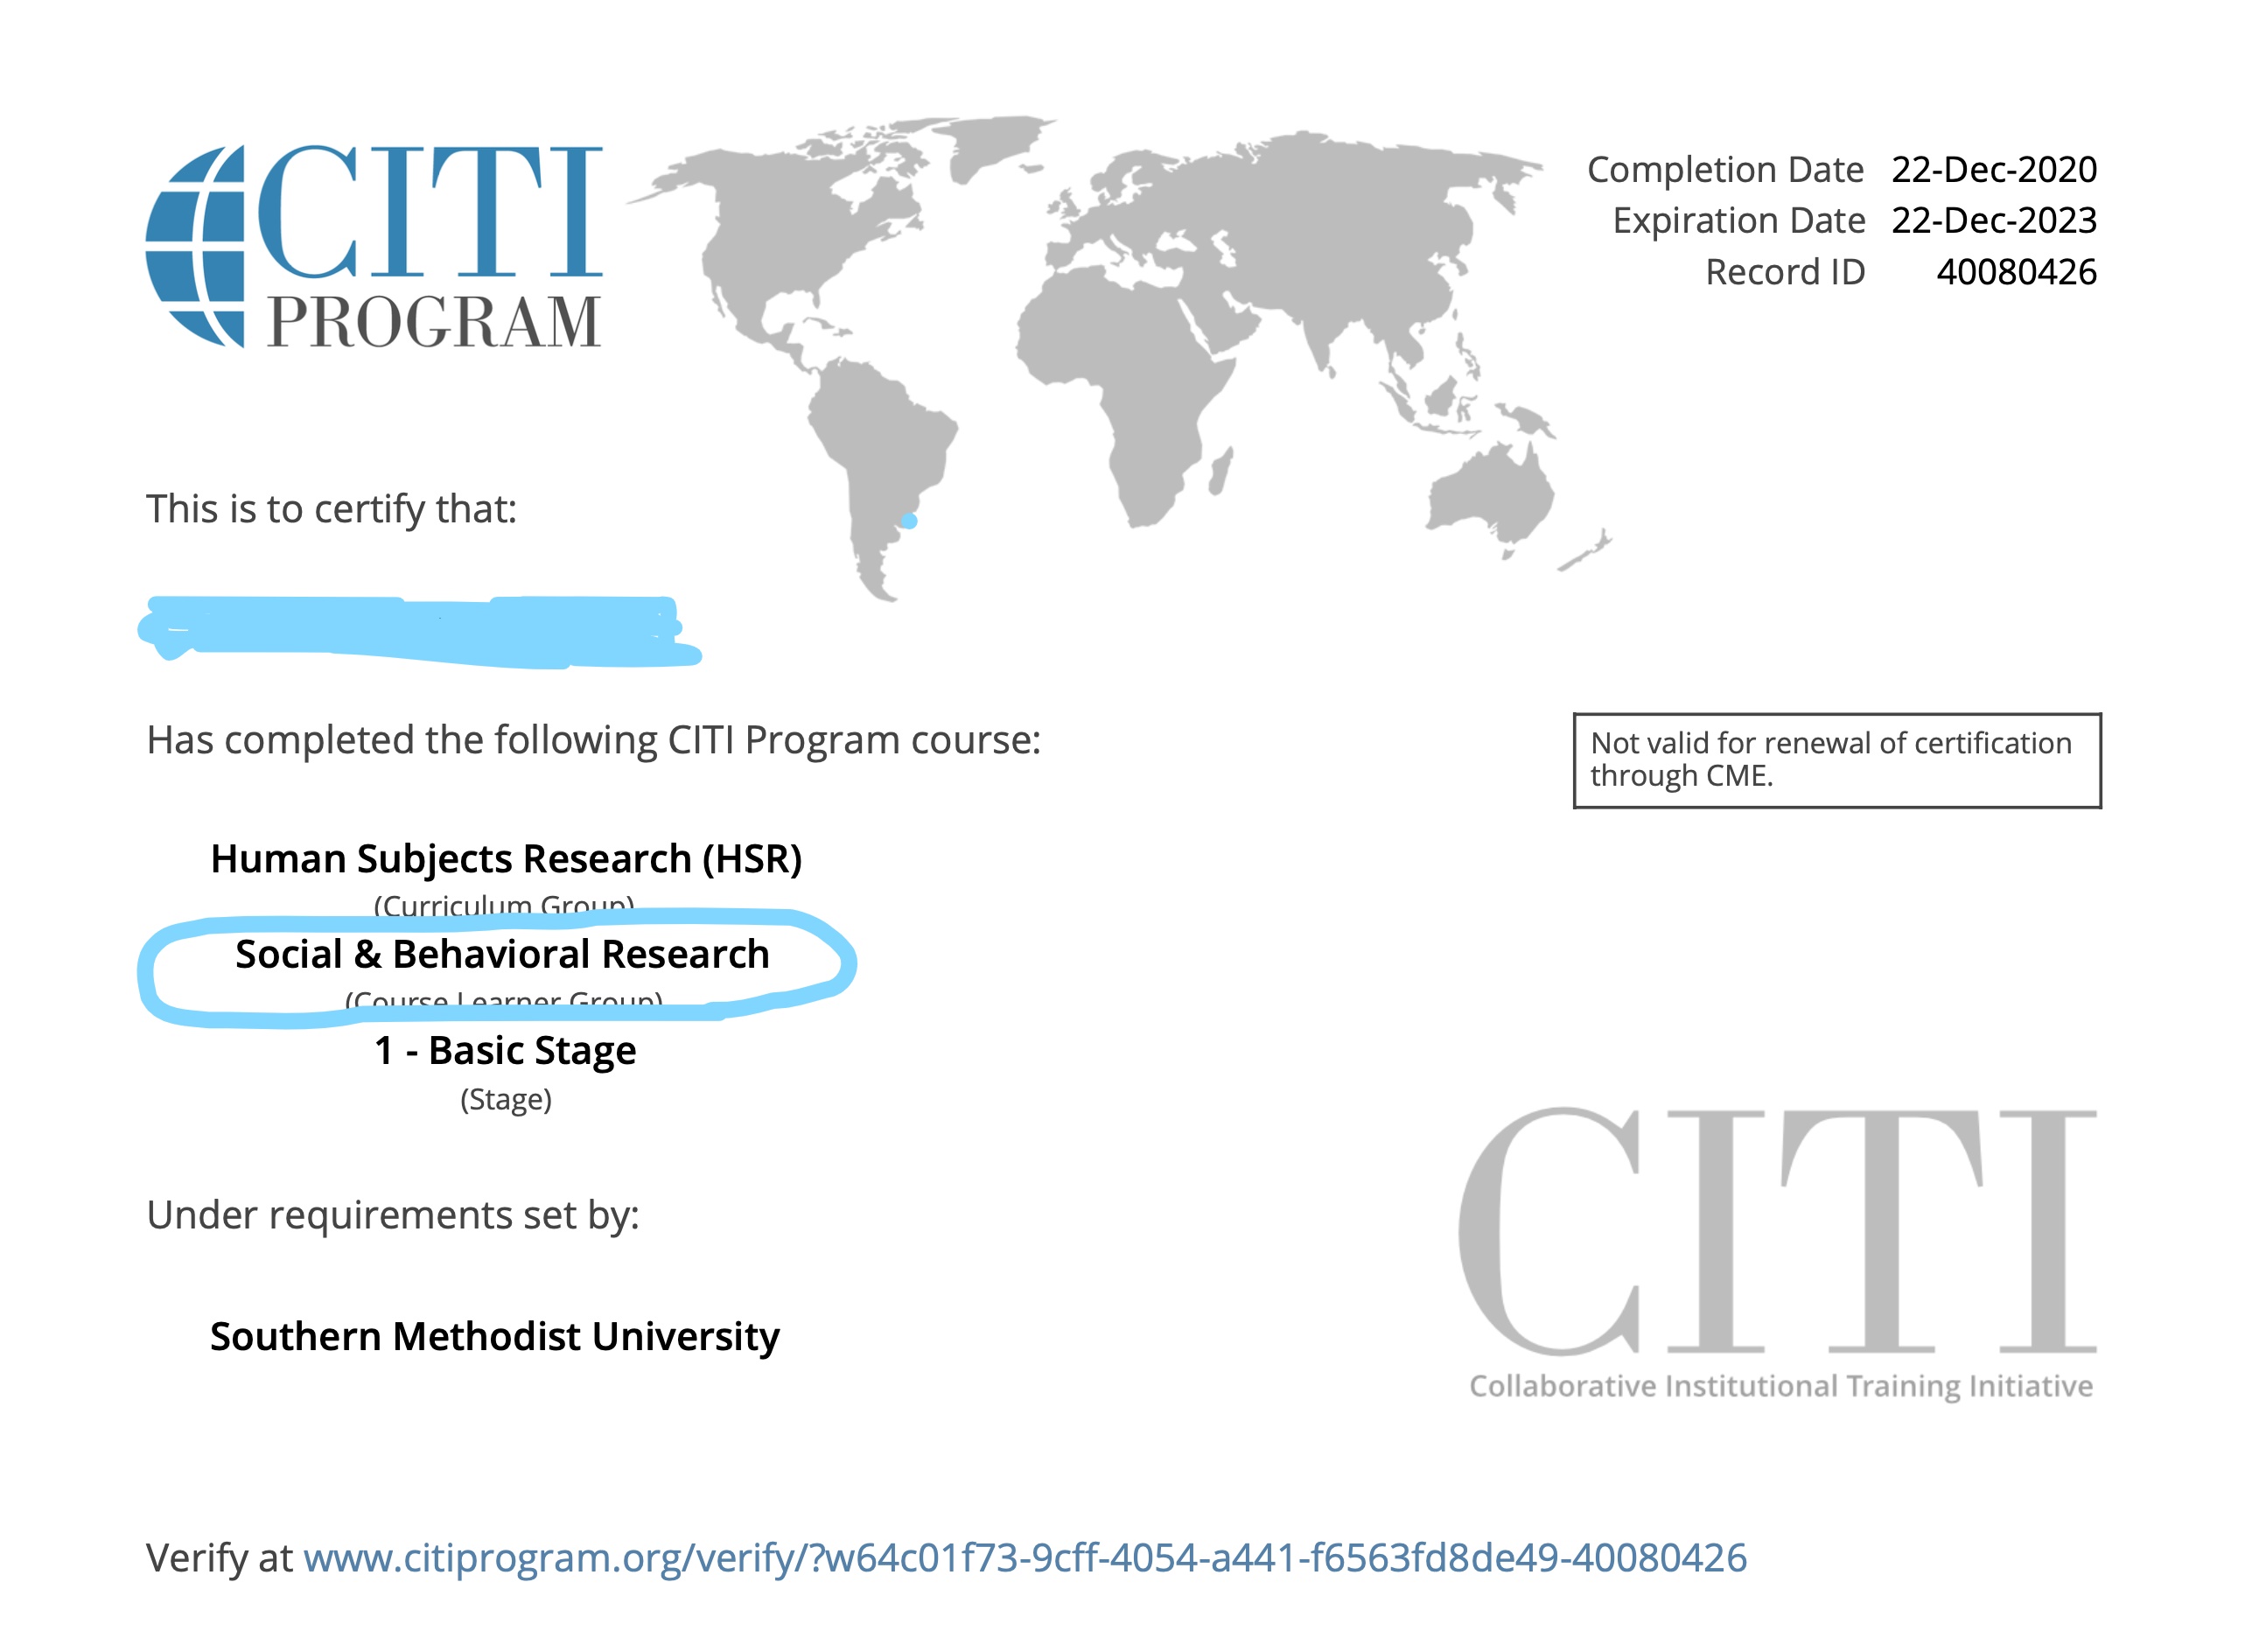 CITI
PROGRAM
Completion Date 22-Dec-2020
Expiration Date 22-Dec-2023
Record ID 40080426
This is to certify that:
Has completed the following CITI Program course:
Not valid for renewal of certification
through CME.
Human Subjects Research (HSR)
(Curriculum Group)
Social & Behavioral Research
(Course Learner Group)
1 - Basic Stage
(Stage)
Under requirements set by:
Southern Methodist University
CITI
Collaborative Institutional Training Initiative
Verify at www.citiprogram.org/verify/?w64c01f73-9cff-4054-a441-f6563fd8de49-40080426